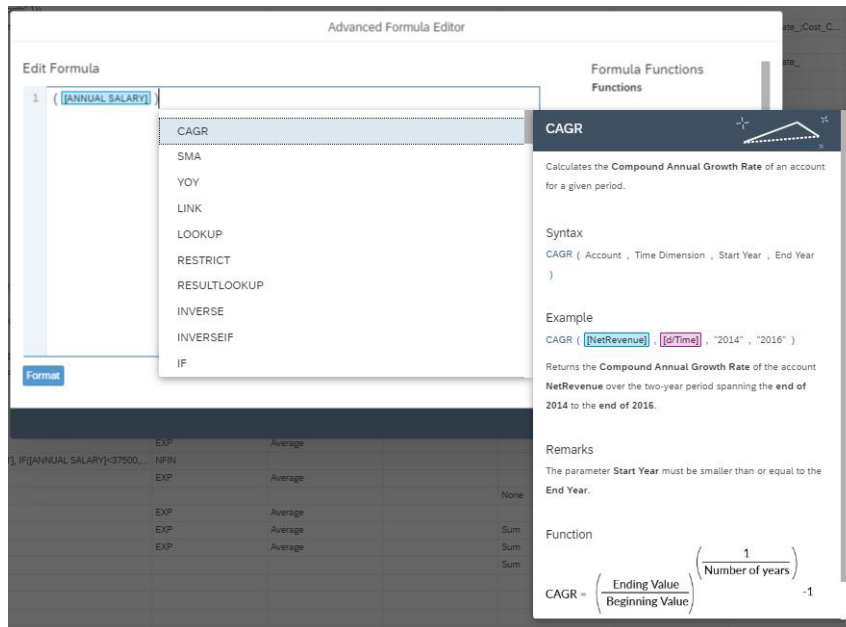 Advanced Formula Editor
ate_;Cost_C...
ate_
Edit Formula
1 ( [ANNUAL SALARY] )
Formula Functions
Functions
CAGR
SMA
YOY
LINK
LOOKUP
RESTRICT
RESULTLOOKUP
INVERSE
INVERSEIF
IF
Format
CAGR
Calculates the Compound Annual Growth Rate of an account
for a given period.
Syntax
CAGR ( Account , Time Dimension , Start Year , End Year
)
Example
CAGR ( [NetRevenue] , [d/Time] , "2014" , "2016" )
Returns the Compound Annual Growth Rate of the account
NetRevenue over the two-year period spanning the end of
2014 to the end of 2016.
Remarks
The parameter Start Year must be smaller than or equal to the
End Year.
Function
CAGR = ( Ending Value / Beginning Value ) ( 1 / Number of years ) -1
EXP Average
IF([ANNUAL SALARY]<37500,... NFIN
EXP Average
None
EXP Average
EXP Average Sum
EXP Average Sum
Sum